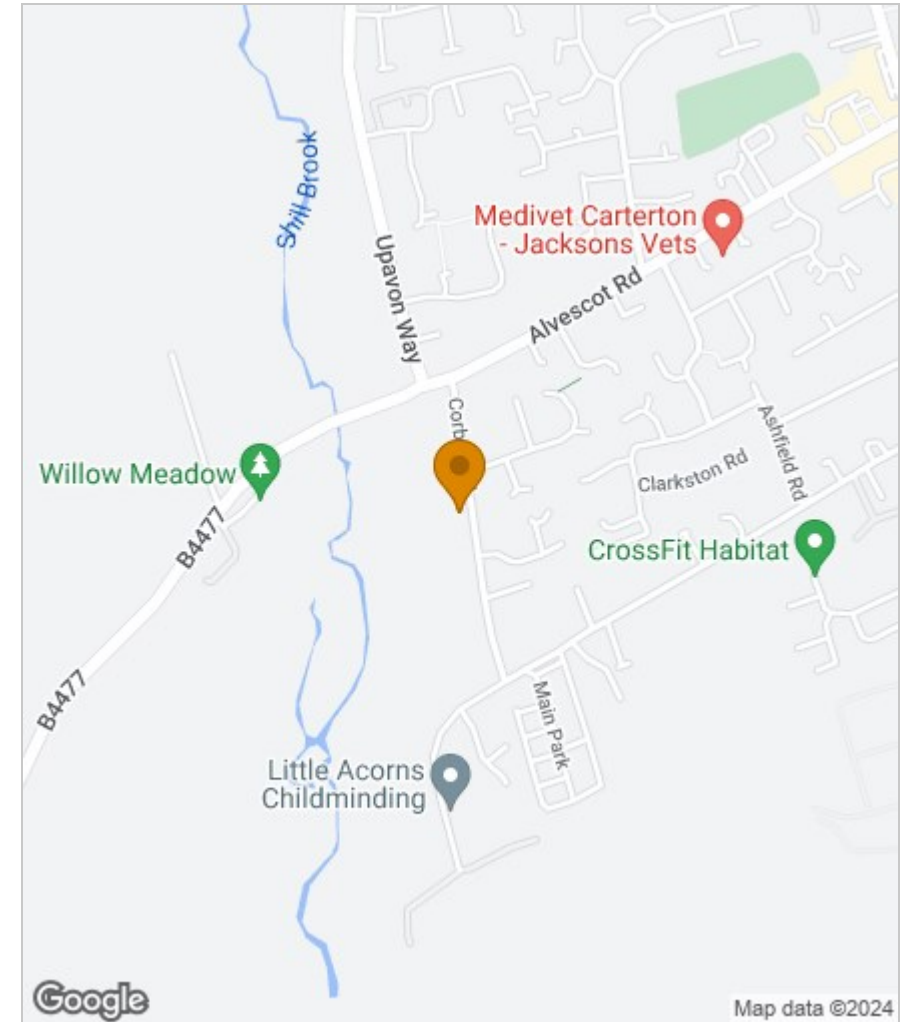 Shill Brook
Medivet Carterton
- Jacksons Vets
Upavon Way
Alvescot Rd
Corb
Ashfield Rd
Willow Meadow
Clarkston Rd
B4477
CrossFit Habitat
B4477
Main Park
Little Acorns
Childminding
Google
Map data ©2024